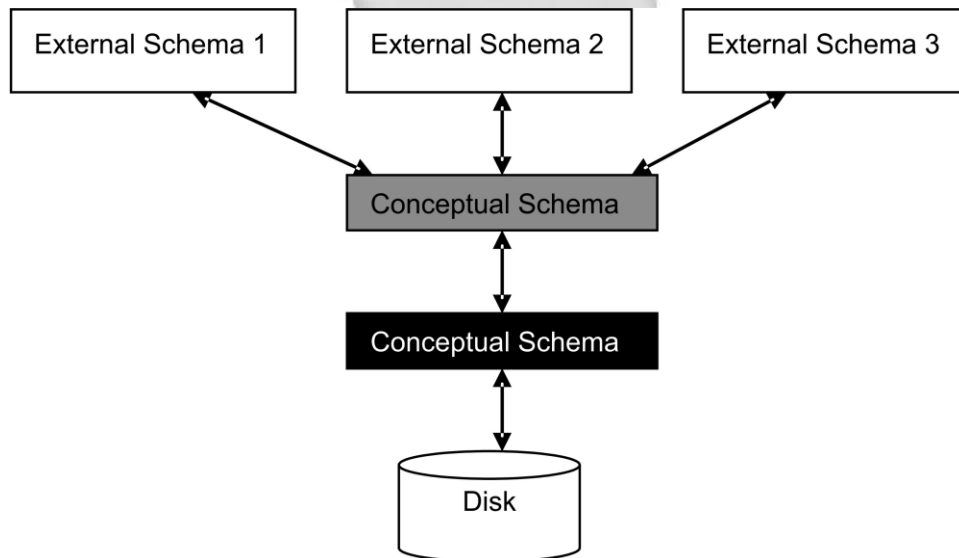 External Schema 1
External Schema 2
External Schema 3
Conceptual Schema
Conceptual Schema
Disk